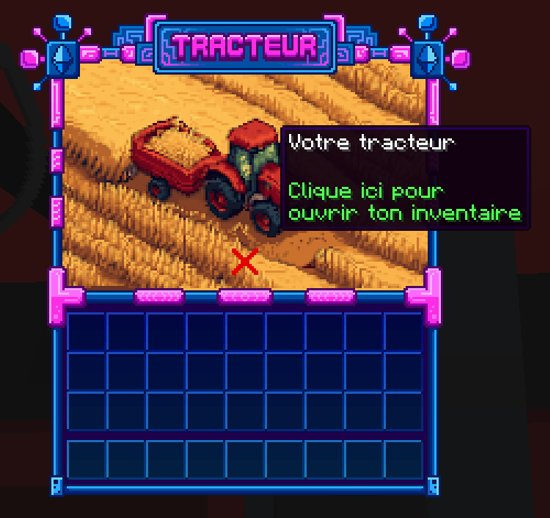 TRACTEUR
Votre tracteur
Clique ici pour
ouvrir ton inventaire